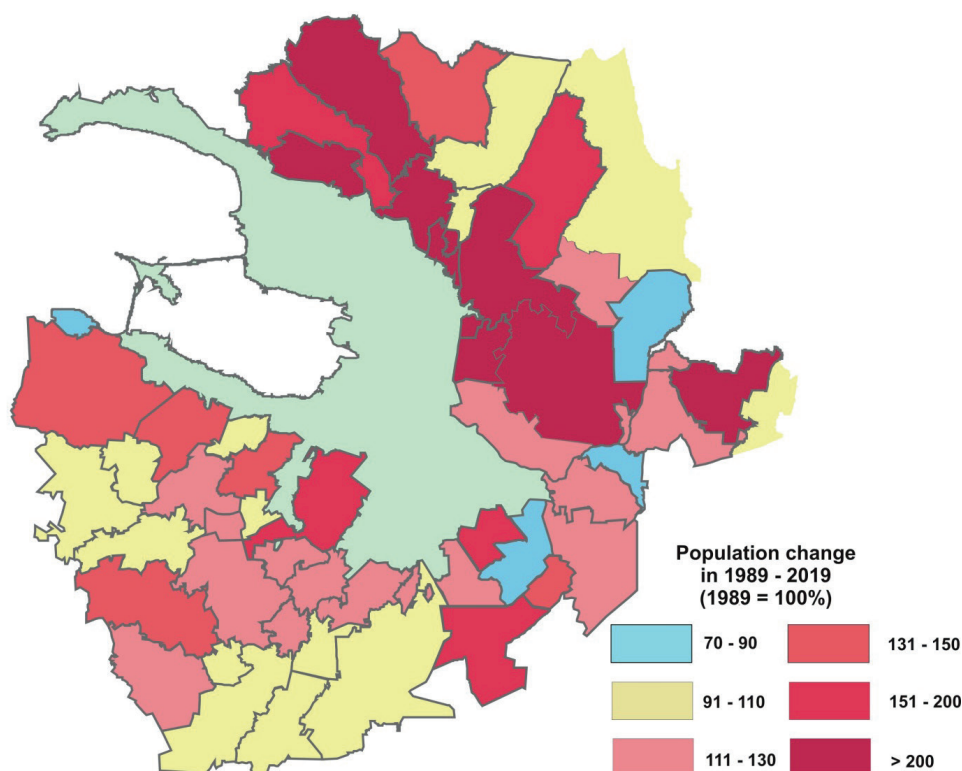 Population change
in 1989 - 2019
(1989 = 100%)
70 - 90
131 - 150
91 - 110
151 - 200
111 - 130
> 200